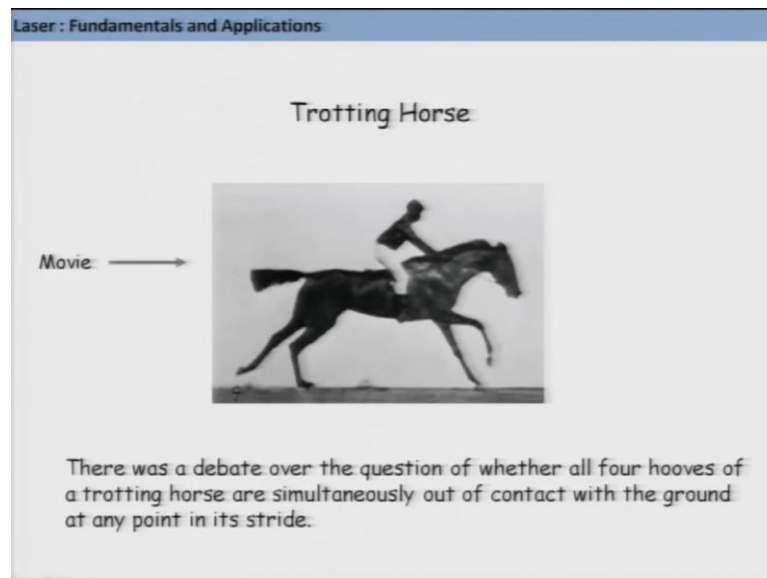 Laser : Fundamentals and Applications
Trotting Horse
Movie
There was a debate over the question of whether all four hooves of
a trotting horse are simultaneously out of contact with the ground
at any point in its stride.